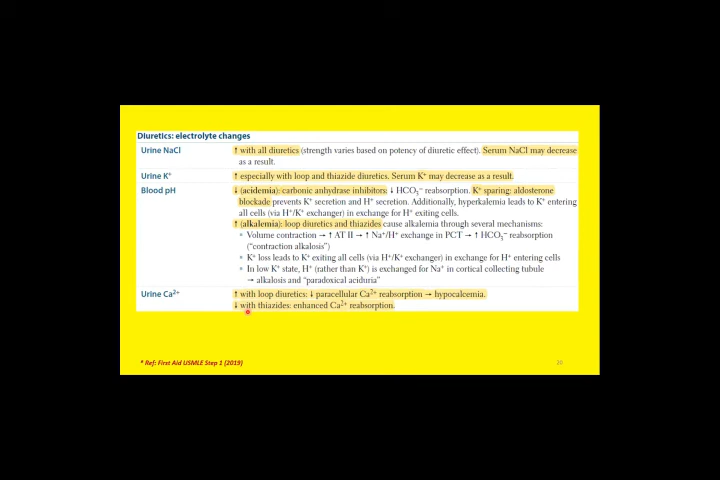 Diuretics: electrolyte changes
Urine NaCl
↑ with all diuretics (strength varies based on potency of diuretic effect). Serum NaCl may decrease
as a result.
Urine K⁺
↑ especially with loop and thiazide diuretics. Serum K⁺ may decrease as a result.
Blood pH
↓ (acidemia): carbonic anhydrase inhibitors: ↓ HCO₃⁻ reabsorption. K⁺ sparing: aldosterone
blockade prevents K⁺ secretion and H⁺ secretion. Additionally, hyperkalemia leads to K⁺ entering
all cells (via H⁺/K⁺ exchanger) in exchange for H⁺ exiting cells.
↑ (alkalemia): loop diuretics and thiazides cause alkalemia through several mechanisms:
• Volume contraction → ↑ AT II → ↑ Na⁺/H⁺ exchange in PCT → ↑ HCO₃⁻ reabsorption
(“contraction alkalosis”)
• K⁺ loss leads to K⁺ exiting all cells (via H⁺/K⁺ exchanger) in exchange for H⁺ entering cells
• In low K⁺ state, H⁺ (rather than K⁺) is exchanged for Na⁺ in cortical collecting tubule
→ alkalosis and “paradoxical aciduria”
Urine Ca²⁺
↑ with loop diuretics: ↓ paracellular Ca²⁺ reabsorption → hypocalcemia.
↓ with thiazides: enhanced Ca²⁺ reabsorption.
* Ref: First Aid USMLE Step 1 (2019)
26